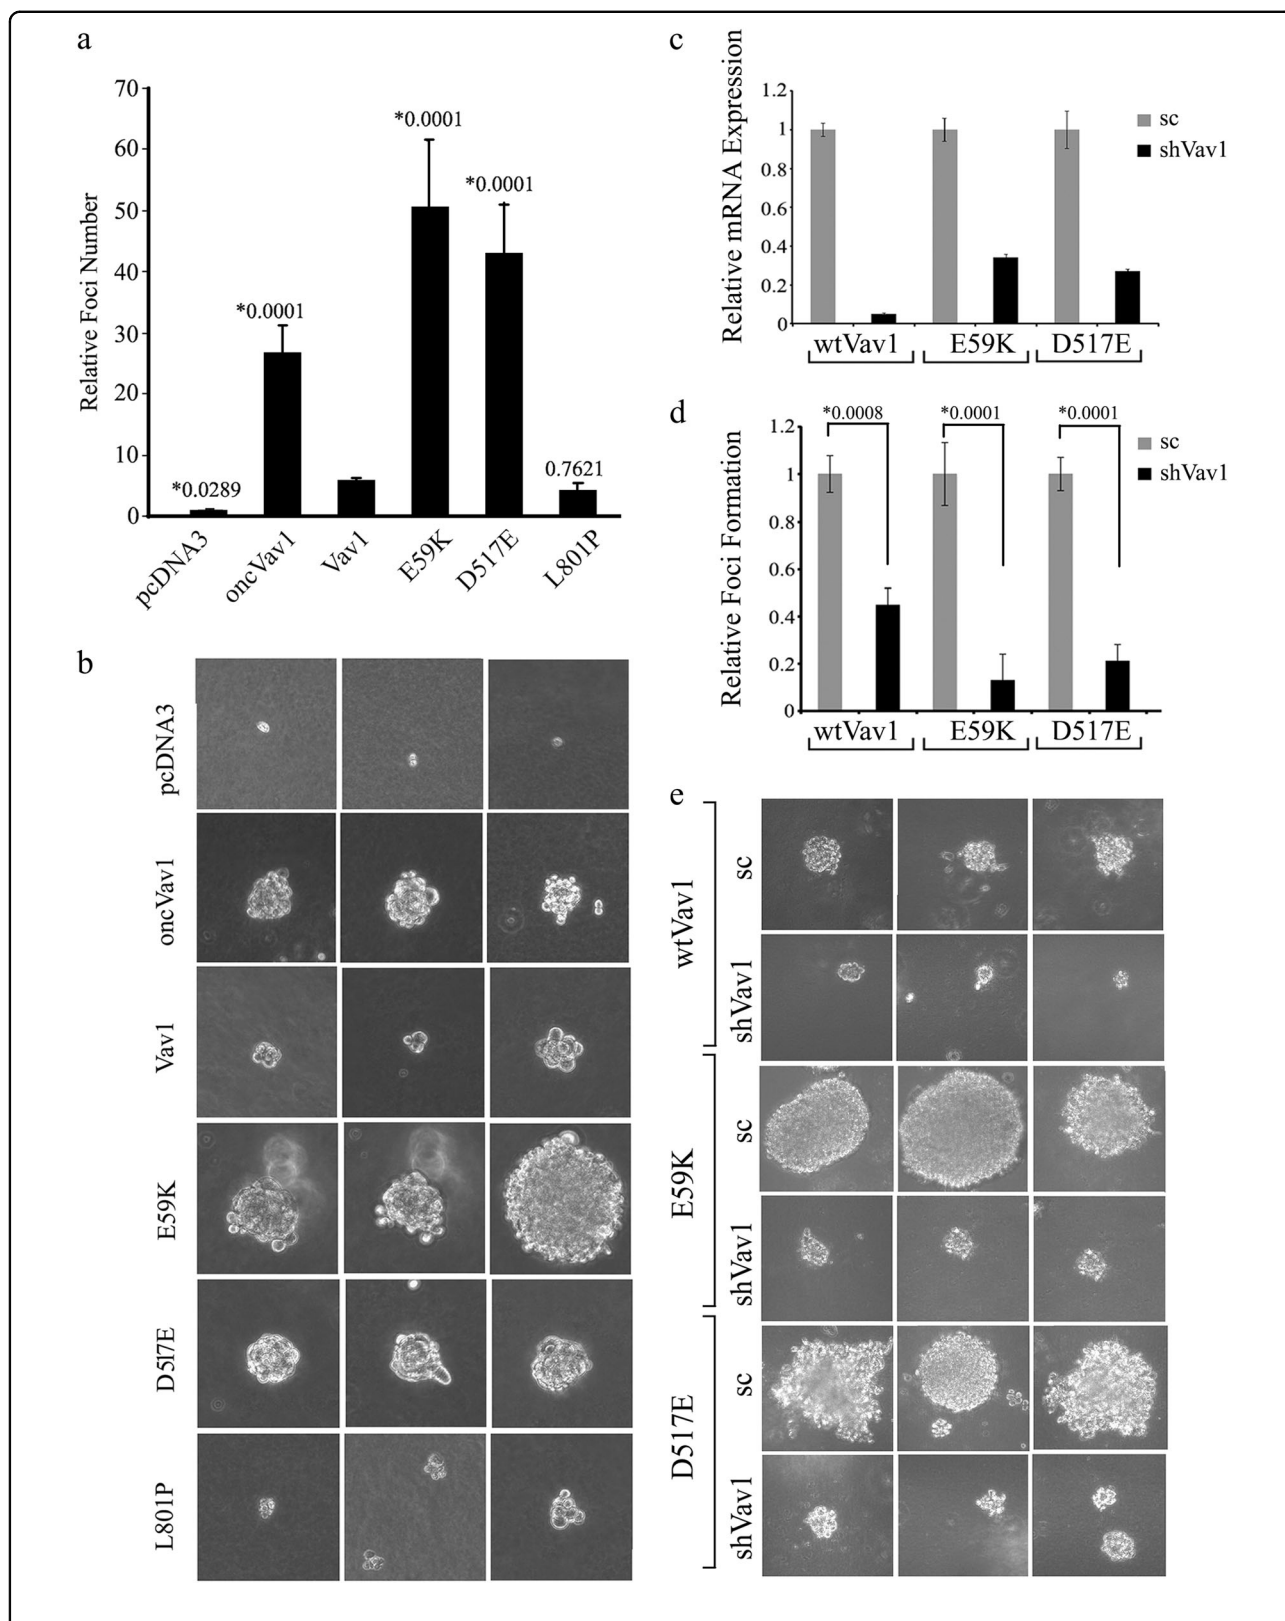 a
Relative Foci Number
70
60
50
40
30
20
10
0
*0.0289
*0.0001
*0.0001
*0.0001
0.7621
pcDNA3
oncVav1
Vav1
E59K
D517E
L801P
b
pcDNA3
oncVav1
Vav1
E59K
D517E
L801P
c
Relative mRNA Expression
1.2
1
0.8
0.6
0.4
0.2
0
sc
shVav1
wtVav1
E59K
D517E
d
Relative Foci Formation
1.2
1
0.8
0.6
0.4
0.2
0
*0.0008
*0.0001
*0.0001
sc
shVav1
wtVav1
E59K
D517E
e
wtVav1
sc
shVav1
E59K
sc
shVav1
D517E
sc
shVav1